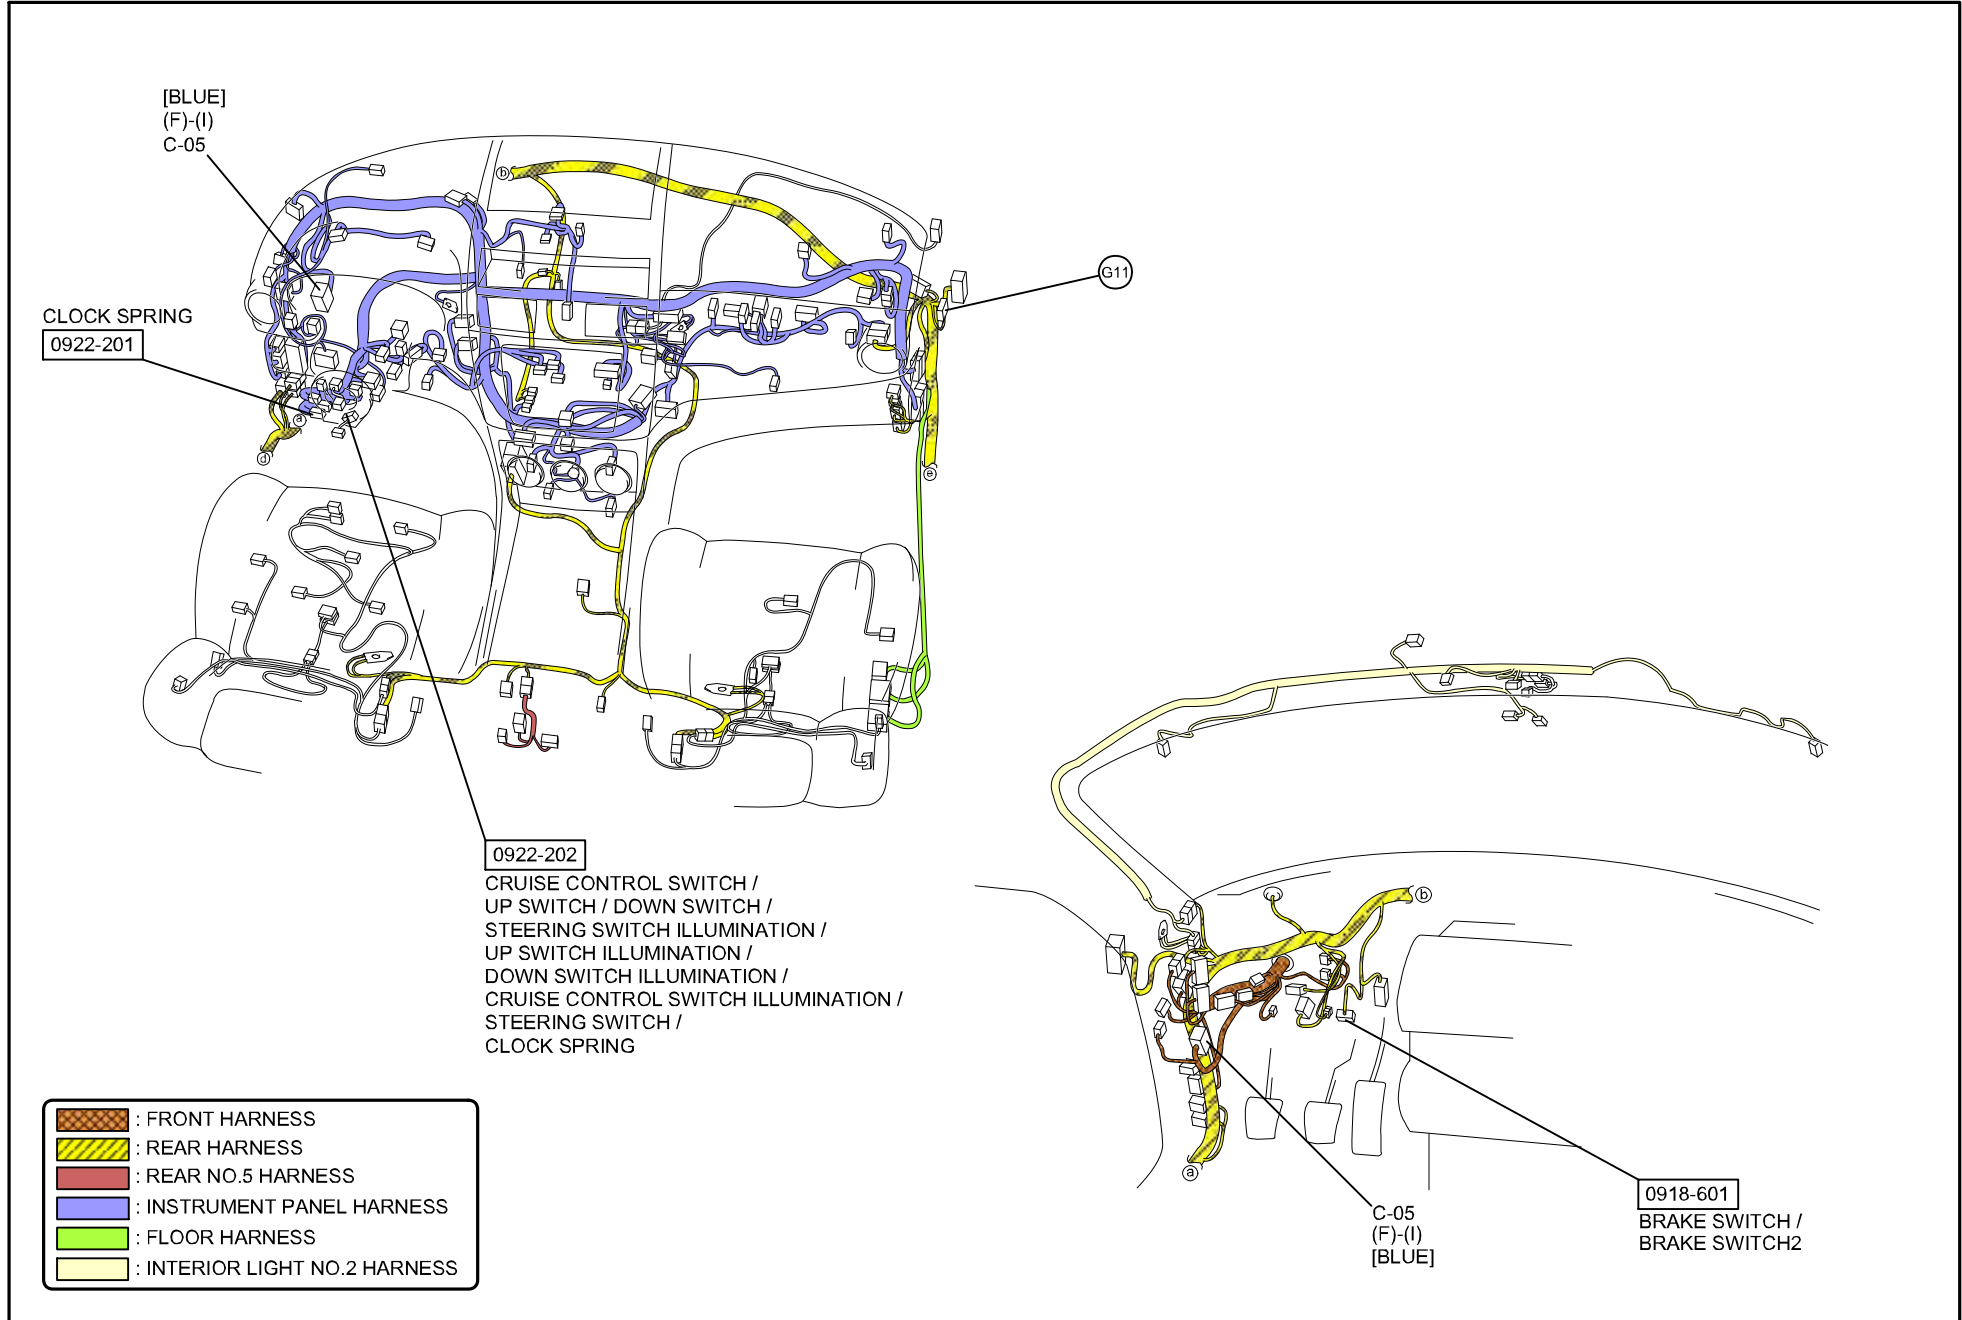 [BLUE]
(F)-(I)
C-05
b
G11
CLOCK SPRING
0922-201
a
d
e
0922-202
CRUISE CONTROL SWITCH /
UP SWITCH / DOWN SWITCH /
STEERING SWITCH ILLUMINATION /
UP SWITCH ILLUMINATION /
DOWN SWITCH ILLUMINATION /
CRUISE CONTROL SWITCH ILLUMINATION /
STEERING SWITCH /
CLOCK SPRING
b
a
C-05
(F)-(I)
[BLUE]
0918-601
BRAKE SWITCH /
BRAKE SWITCH2
: FRONT HARNESS
: REAR HARNESS
: REAR NO.5 HARNESS
: INSTRUMENT PANEL HARNESS
: FLOOR HARNESS
: INTERIOR LIGHT NO.2 HARNESS